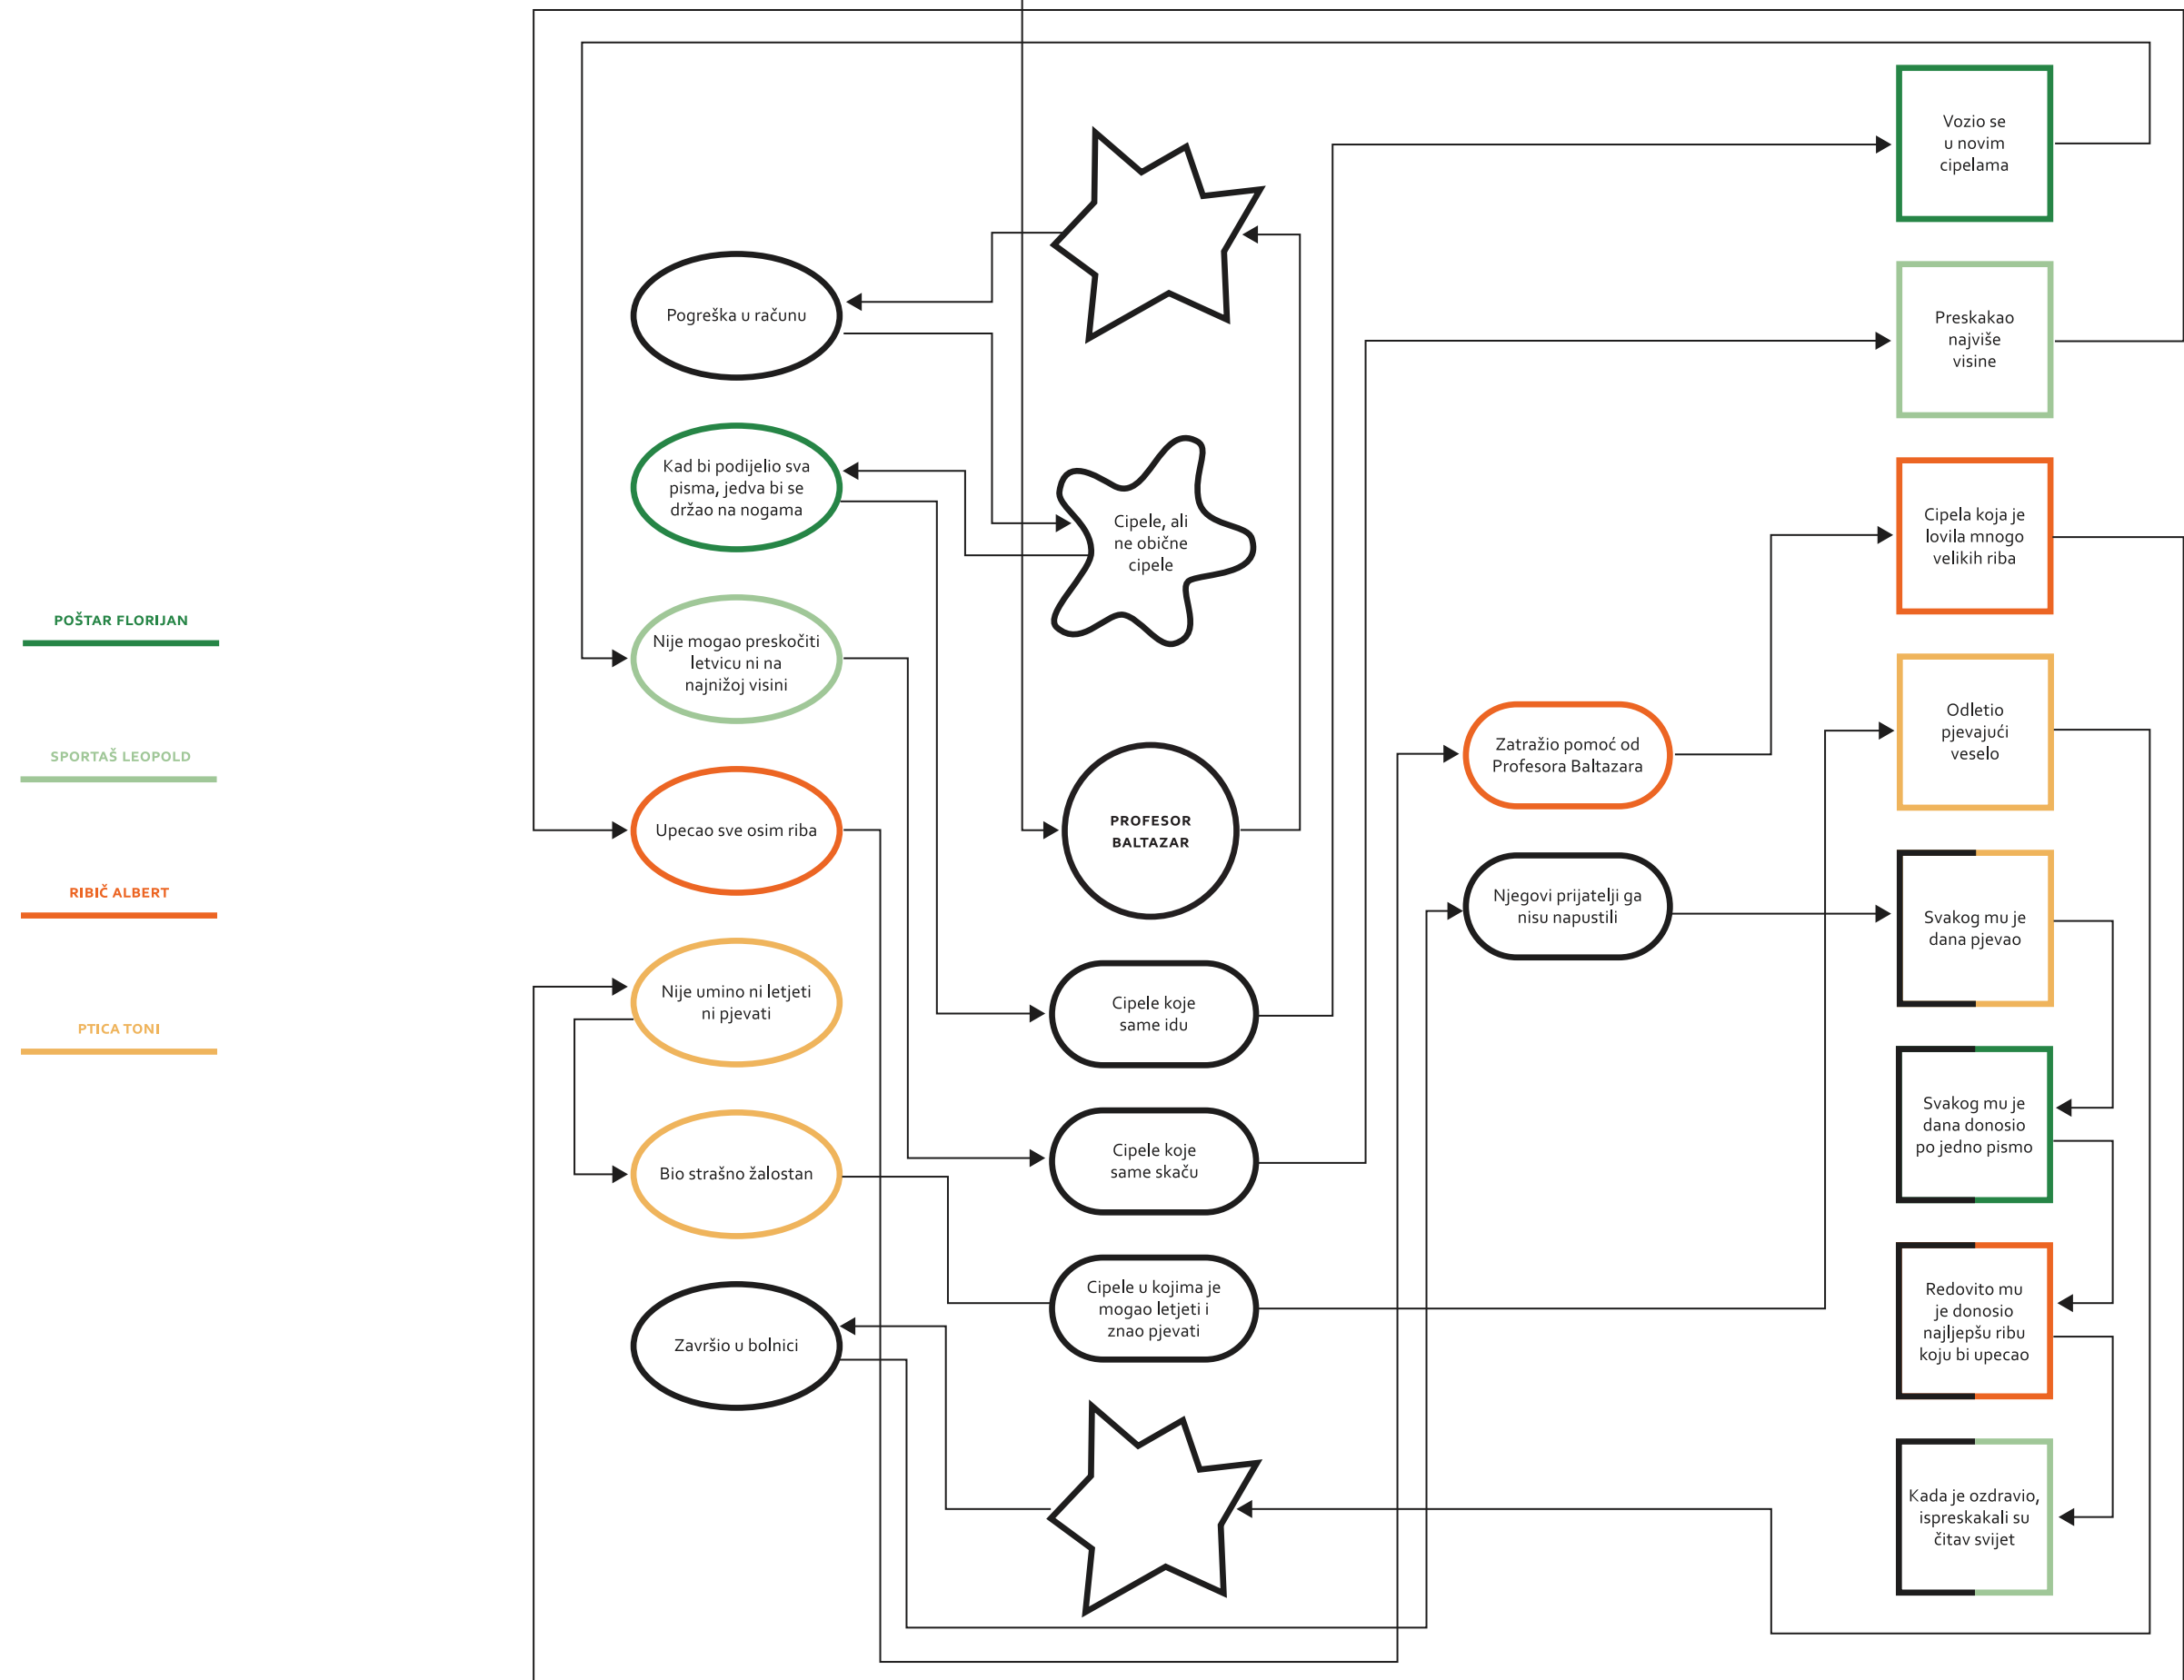 POŠTAR FLORIJAN
SPORTAŠ LEOPOLD
RIBIČ ALBERT
PTICA TONI
Pogreška u računu
Kad bi podijelio sva
pisma, jedva bi se
držao na nogama
Nije mogao preskočiti
letvicu ni na
najnižoj visini
Upecao sve osim riba
Nije umino ni letjeti
ni pjevati
Bio strašno žalostan
Završio u bolnici
Cipele, ali
ne obične
cipele
PROFESOR
BALTAZAR
Cipele koje
same idu
Cipele koje
same skaču
Cipele u kojima je
mogao letjeti i
znao pjevati
Zatražio pomoć od
Profesora Baltazara
Njegovi prijatelji ga
nisu napustili
Vozio se
u novim
cipelama
Preskakao
najviše
visine
Cipela koja je
lovila mnogo
velikih riba
Odletio
pjevajući
veselo
Svakog mu je
dana pjevao
Svakog mu je
dana donosio
po jedno pismo
Redovito mu
je donosio
najljepšu ribu
koju bi upecao
Kada je ozdravio,
ispreskakali su
čitav svijet